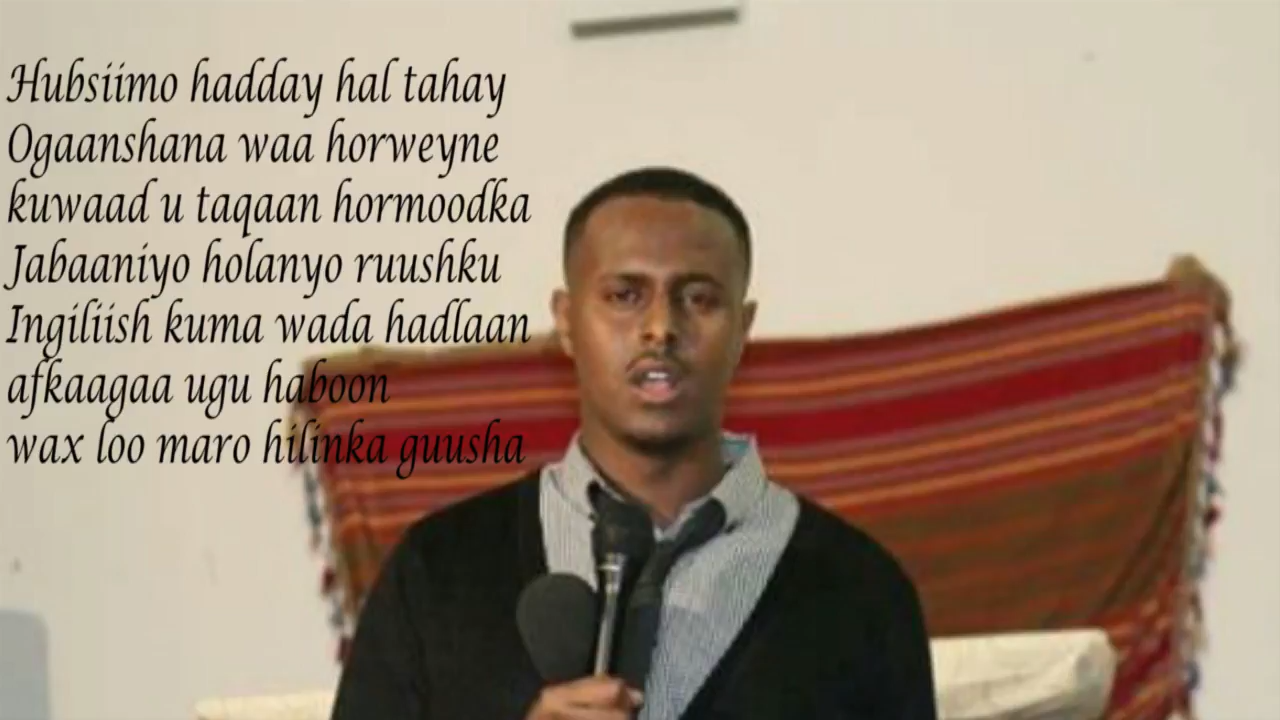 Hubsiimo hadday hal tahay
Ogaanshana waa horweyne
kuwaad u taqaan hormoodka
Jabaaniyo holanyo ruushku
Ingiliish kuma wada hadlaan
afkaagaa ugu haboon
wax loo maro hilinka guusha